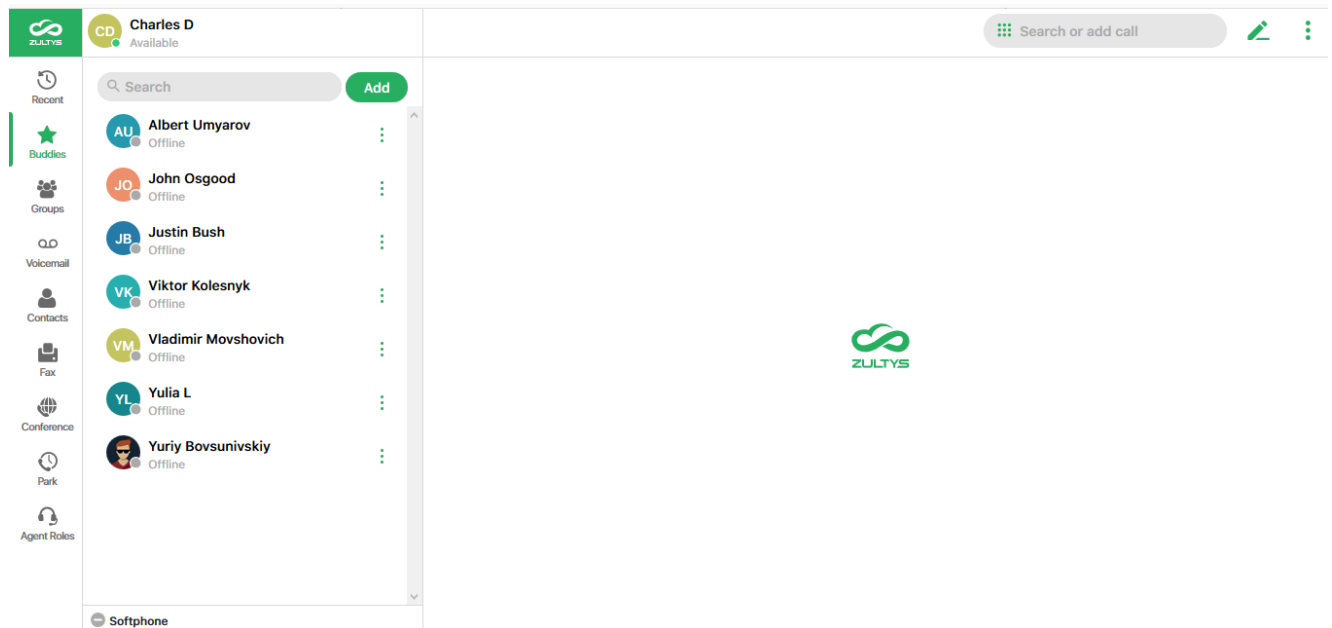 ZULTYS
CD
Charles D
Available
Search or add call
Recent
Buddies
Groups
Voicemail
Contacts
Fax
Conference
Park
Agent Roles
Search
Add
AU
Albert Umyarov
Offline
JO
John Osgood
Offline
JB
Justin Bush
Offline
VK
Viktor Kolesnyk
Offline
VM
Vladimir Movshovich
Offline
YL
Yulia L
Offline
Yuriy Bovsunivskiy
Offline
Softphone
ZULTYS